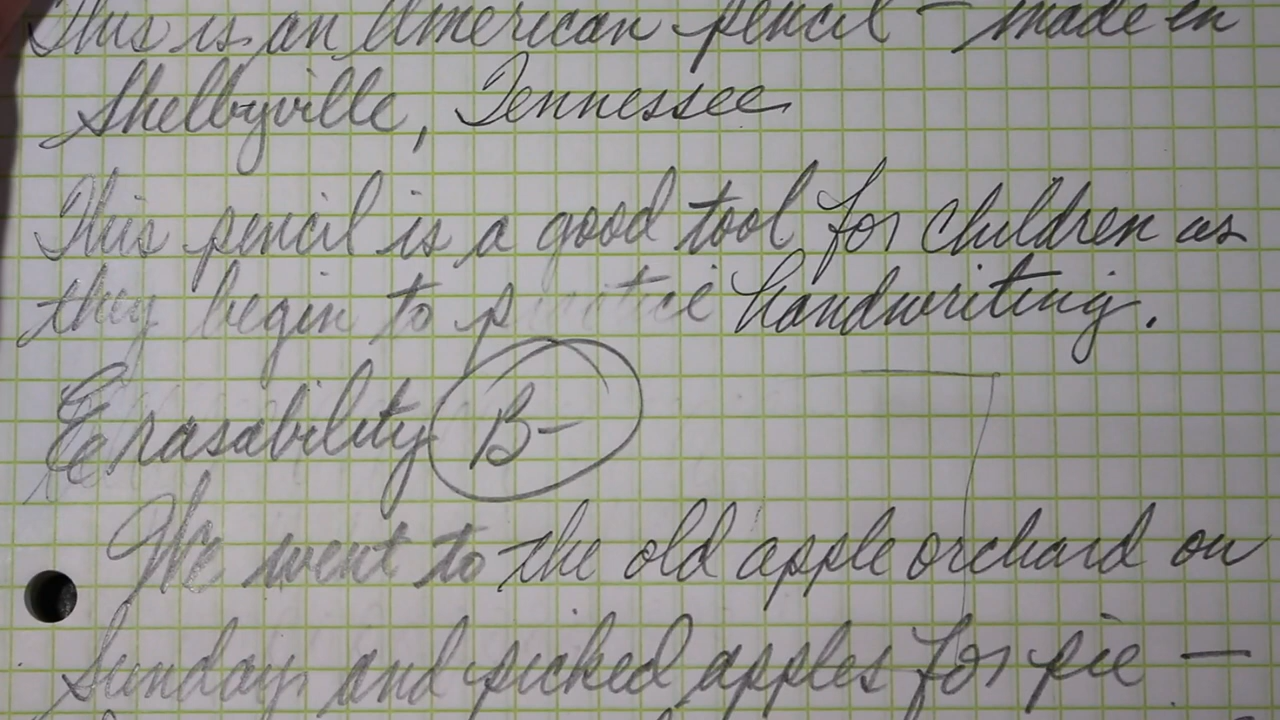 This is an American pencil – made in
Shelbyville, Tennessee
This pencil is a good tool for children as
they begin to practice handwriting.
Erasability B-
We went to the old apple orchard on
Sunday and picked apples for pie —